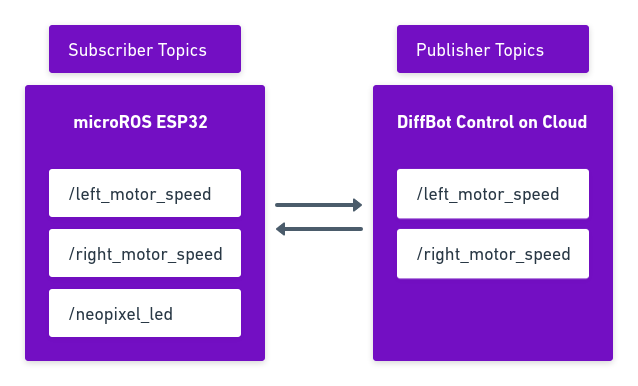 Subscriber Topics
microROS ESP32
/left_motor_speed
/right_motor_speed
/neopixel_led
Publisher Topics
DiffBot Control on Cloud
/left_motor_speed
/right_motor_speed